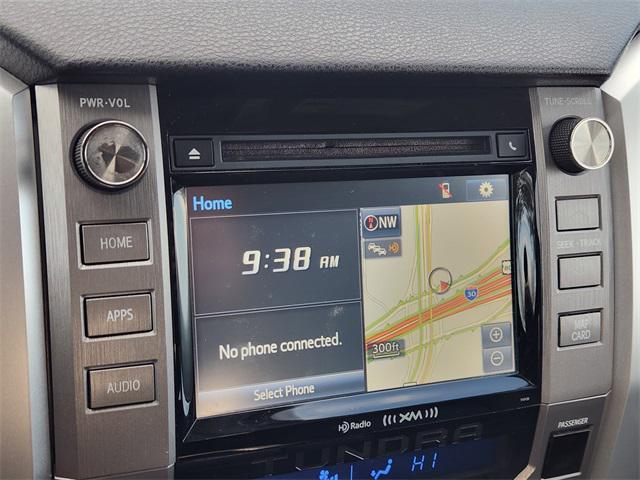 PWR·VOL
TUNE·SCROLL
HOME
APPS
AUDIO
Home
9:38 AM
No phone connected.
Select Phone
NW
30
300ft
SEEK·TRACK
MAP CARD
HD Radio
((( XM )))
TUNDRA
HI
PASSENGER